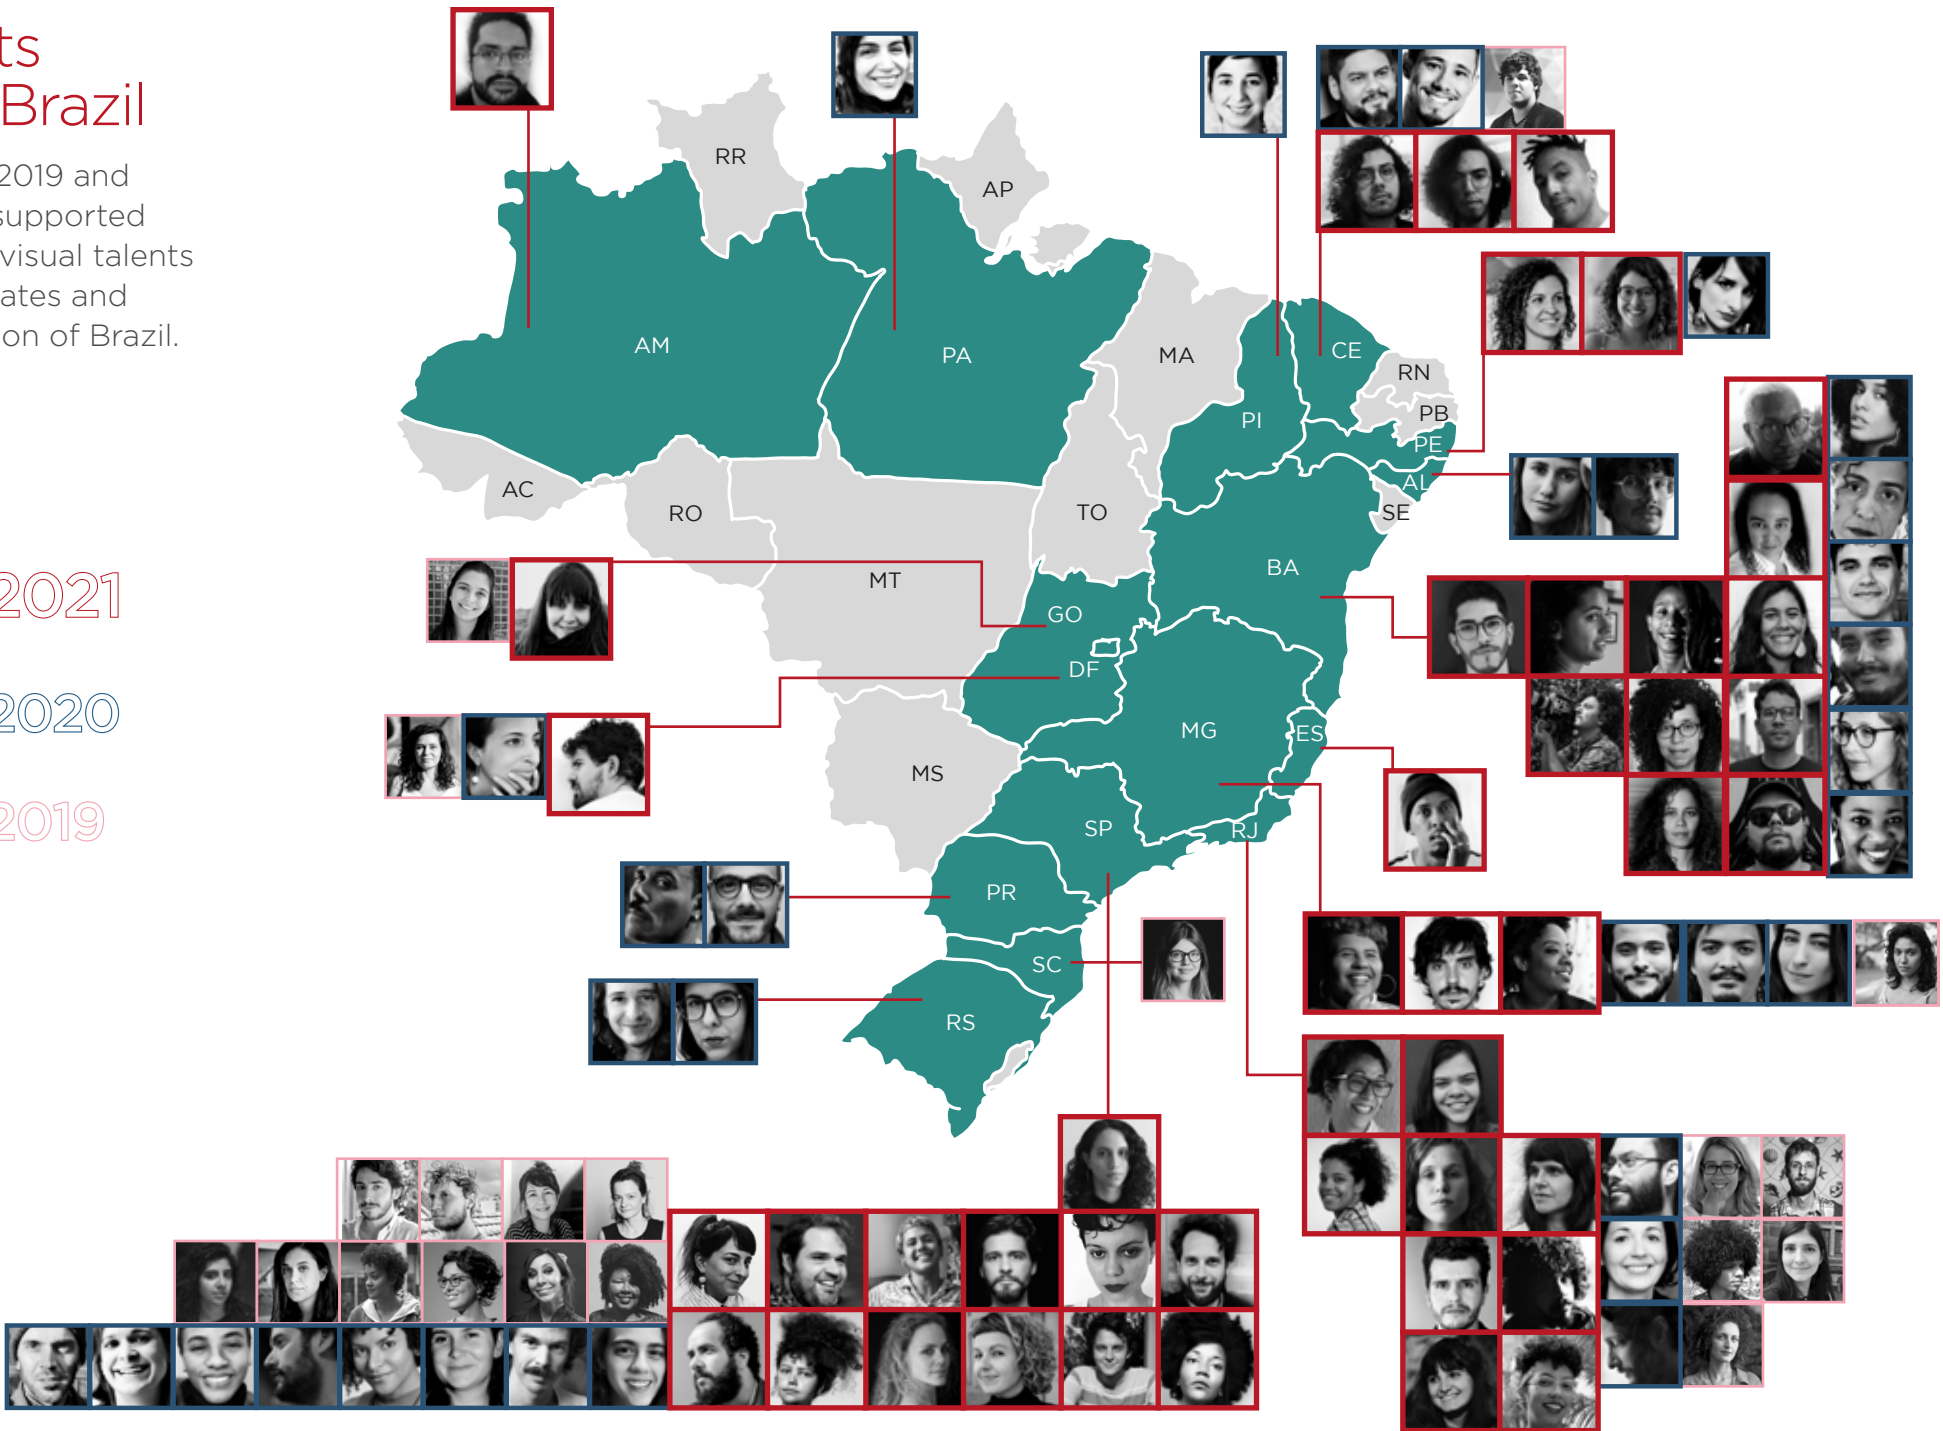 ts
Brazil
2019 and
supported
visual talents
ates and
on of Brazil.
2021
2020
2019
RR
AP
AM
PA
MA
CE
RN
PB
PI
PE
AL
SE
AC
RO
TO
BA
MT
GO
DF
MG
ES
MS
SP
RJ
PR
SC
RS